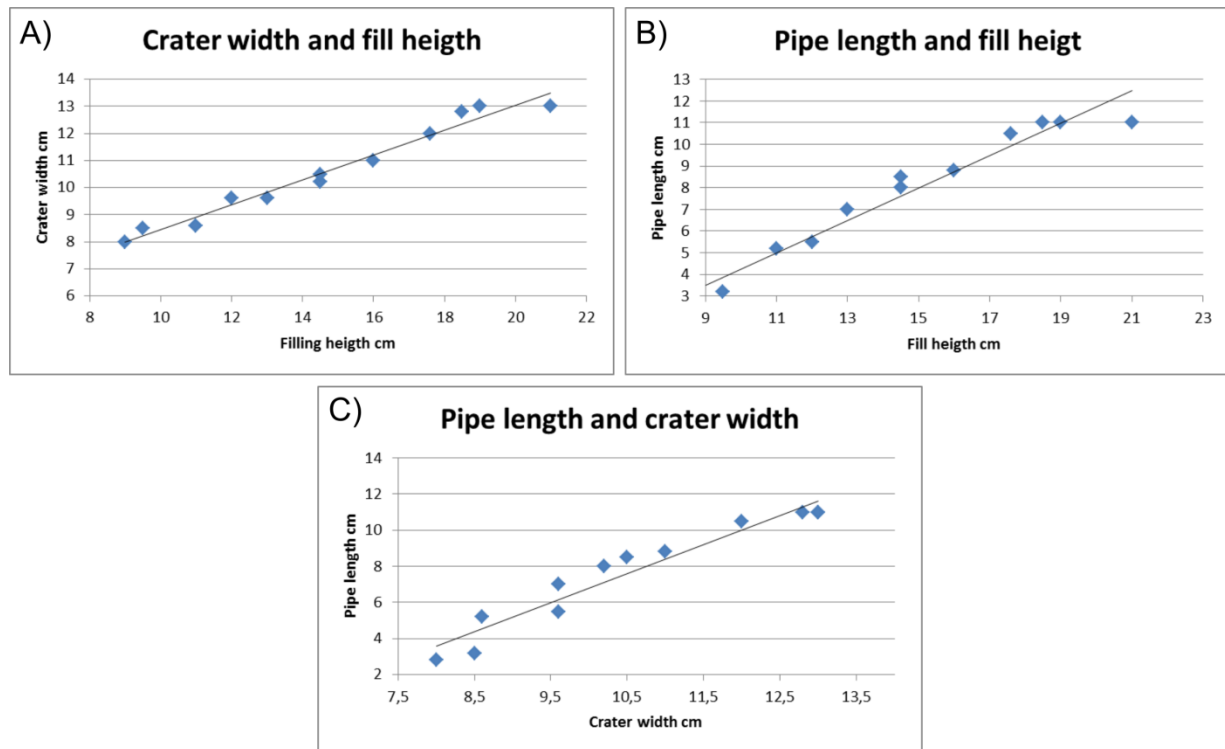 A)
Crater width and fill heigth
14
13
12
11
10
9
8
7
6
Crater width cm
8 10 12 14 16 18 20 22
Filling heigth cm
B)
Pipe length and fill heigt
13
12
11
10
9
8
7
6
5
4
3
Pipe length cm
9 11 13 15 17 19 21 23
Fill heigth cm
C)
Pipe length and crater width
14
12
10
8
6
4
2
Pipe length cm
7,5 8,5 9,5 10,5 11,5 12,5 13,5
Crater width cm